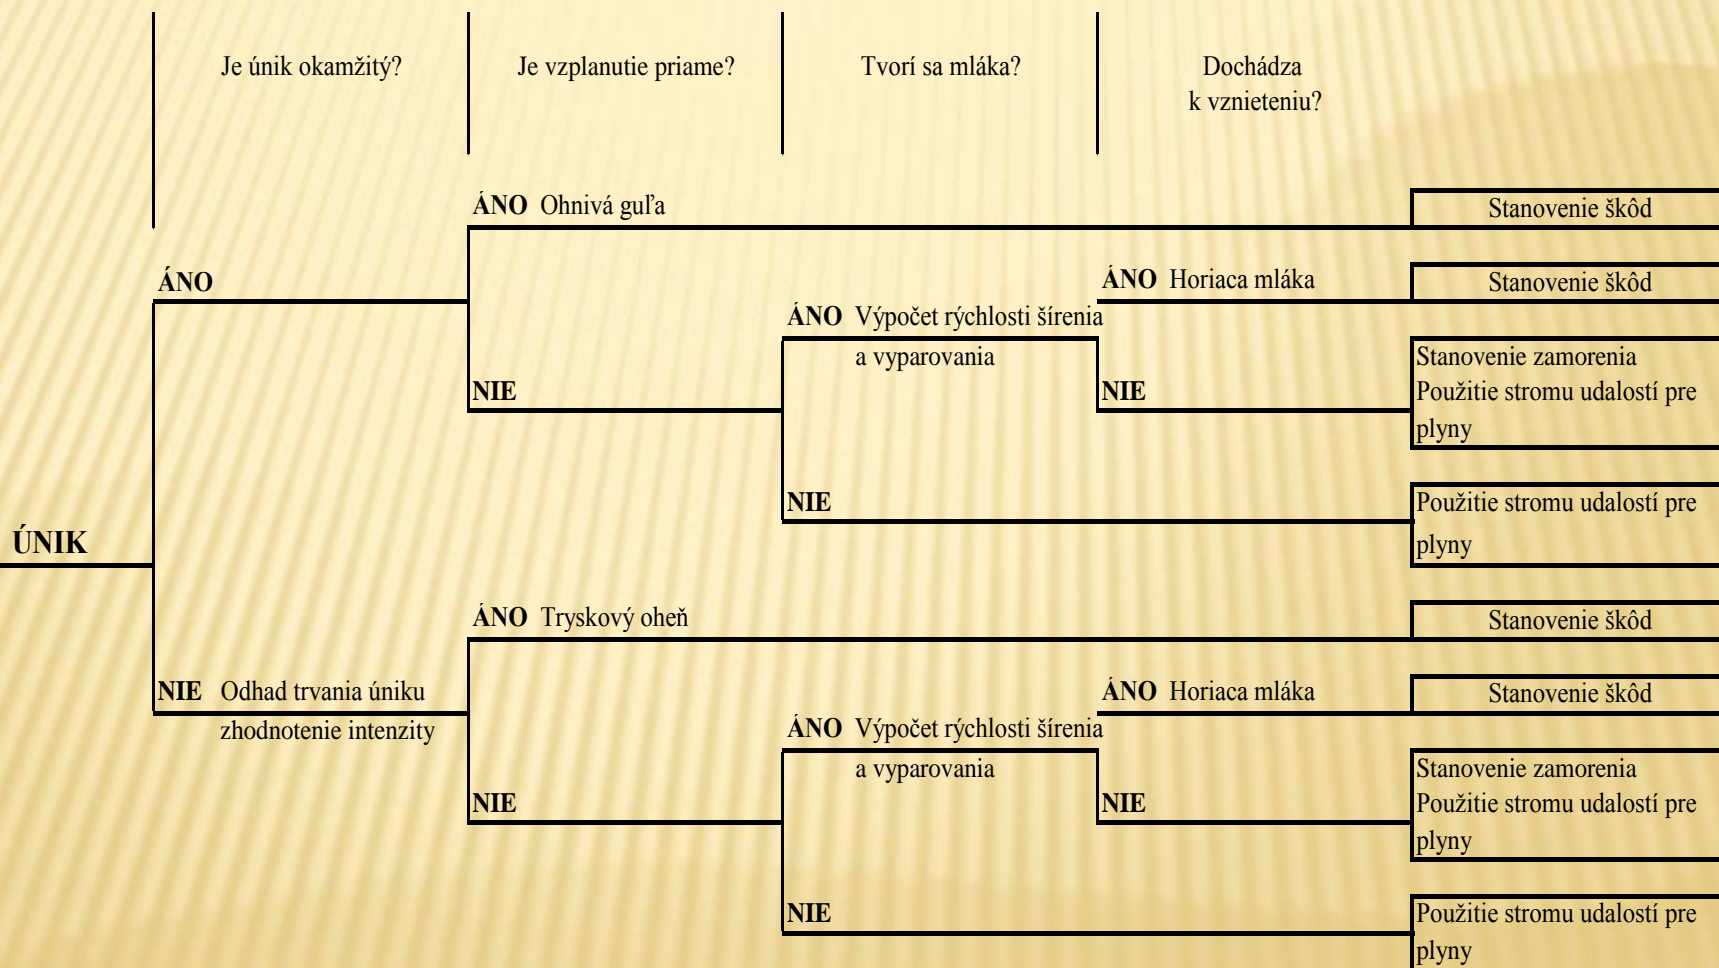 Je únik okamžitý?
Je vzplanutie priame?
Tvorí sa mláka?
Dochádza
k vznieteniu?
ÁNO Ohnivá guľa
Stanovenie škôd
ÁNO
ÁNO Horiaca mláka
Stanovenie škôd
ÁNO Výpočet rýchlosti šírenia
a vyparovania
NIE
NIE
Stanovenie zamorenia
Použitie stromu udalostí pre
plyny
NIE
Použitie stromu udalostí pre
plyny
ÚNIK
ÁNO Tryskový oheň
Stanovenie škôd
NIE Odhad trvania úniku
zhodnotenie intenzity
ÁNO Horiaca mláka
Stanovenie škôd
ÁNO Výpočet rýchlosti šírenia
a vyparovania
NIE
NIE
Stanovenie zamorenia
Použitie stromu udalostí pre
plyny
NIE
Použitie stromu udalostí pre
plyny